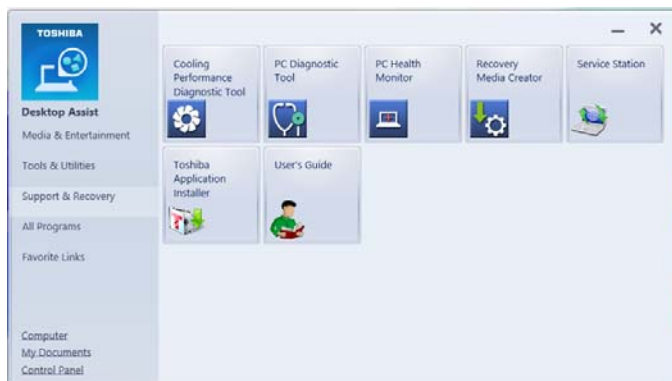 TOSHIBA
Desktop Assist
Media & Entertainment
Tools & Utilities
Support & Recovery
All Programs
Favorite Links
Computer
My Documents
Control Panel
Cooling
Performance
Diagnostic Tool
PC Diagnostic
Tool
PC Health
Monitor
Recovery
Media Creator
Service Station
Toshiba
Application
Installer
User's Guide